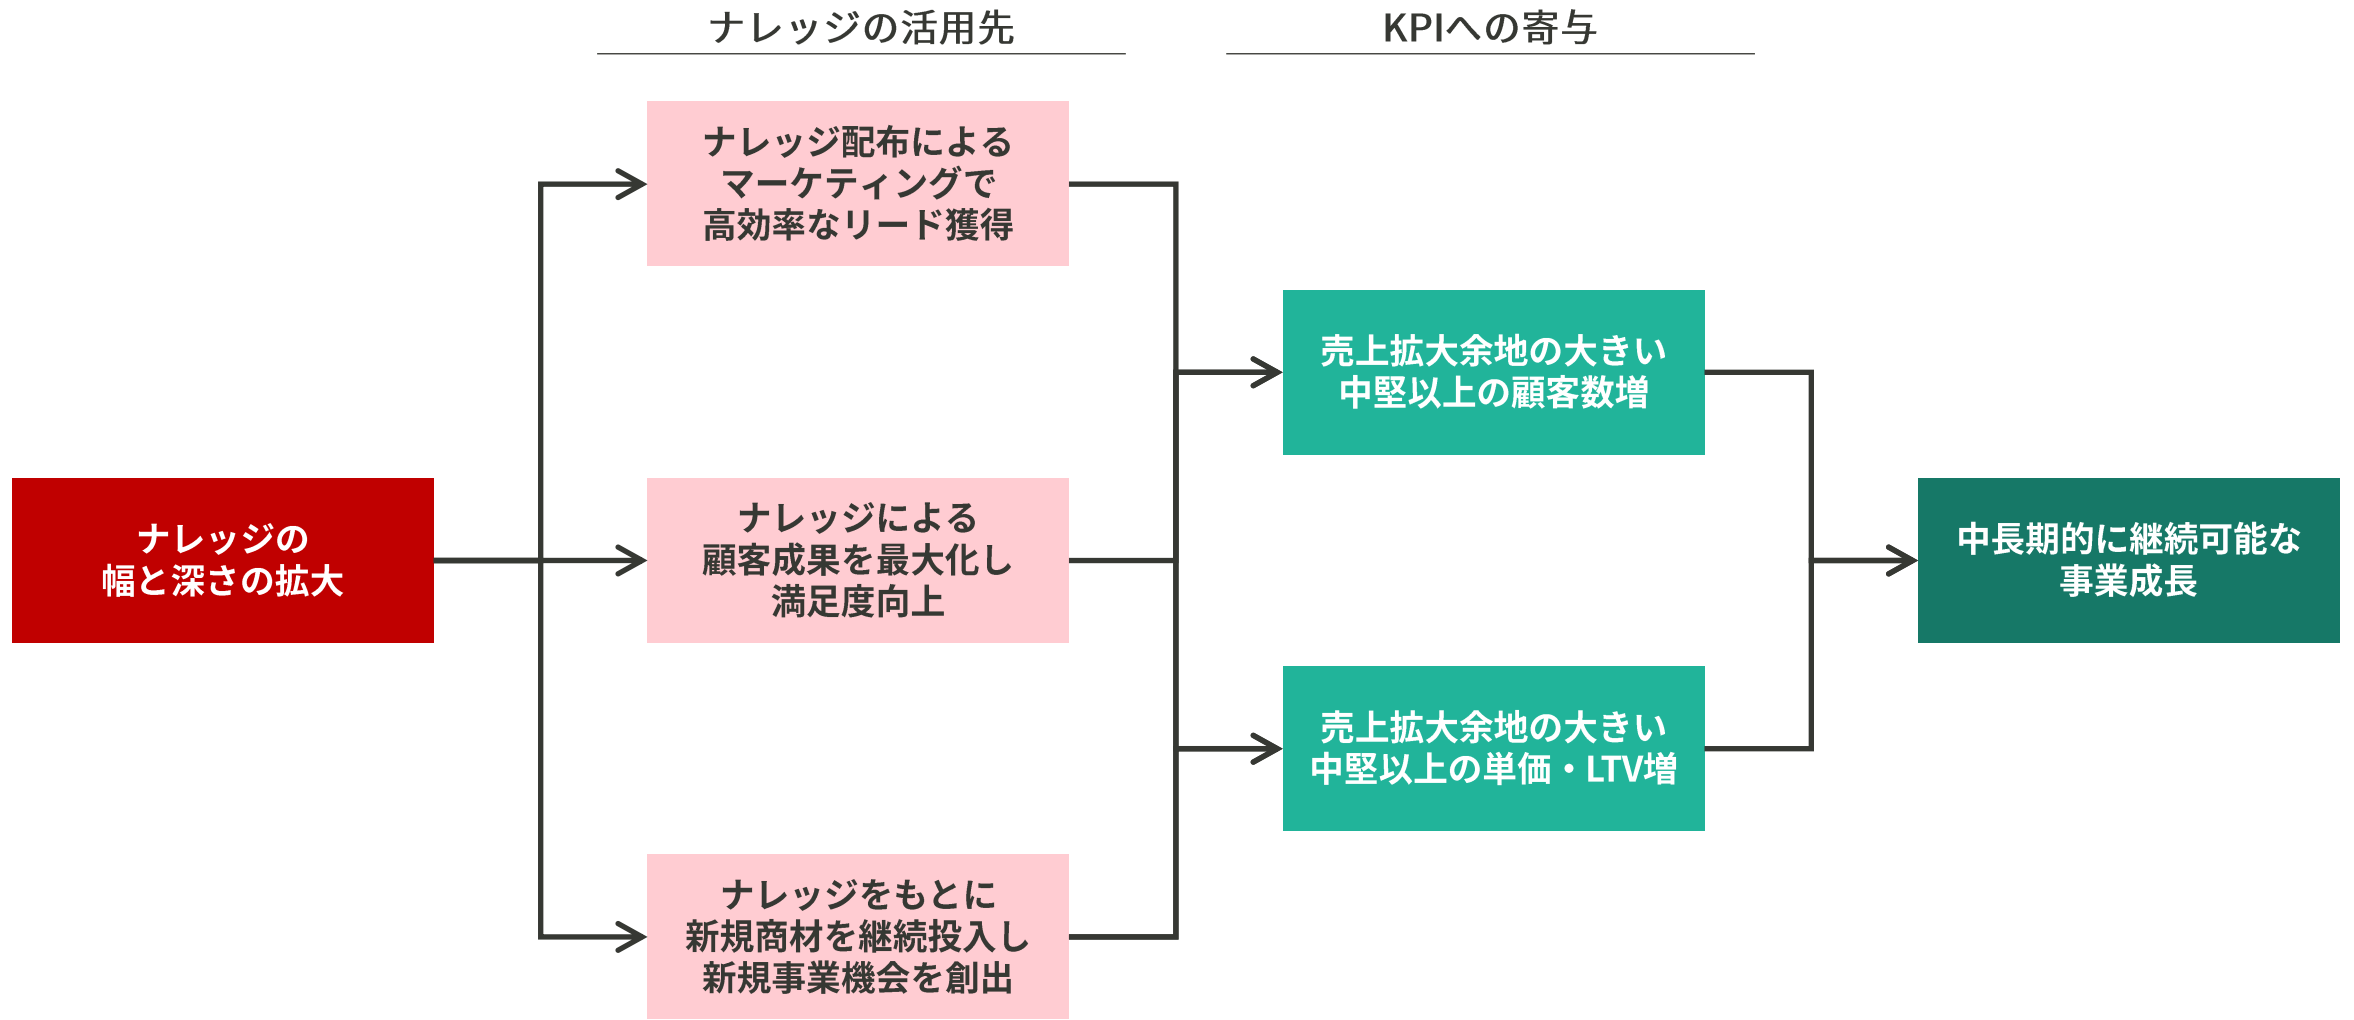 ナレッジの活用先
KPIへの寄与
ナレッジの
幅と深さの拡大
ナレッジ配布による
マーケティングで
高効率なリード獲得
ナレッジによる
顧客成果を最大化し
満足度向上
ナレッジをもとに
新規商材を継続投入し
新規事業機会を創出
売上拡大余地の大きい
中堅以上の顧客数増
売上拡大余地の大きい
中堅以上の単価・LTV増
中長期的に継続可能な
事業成長